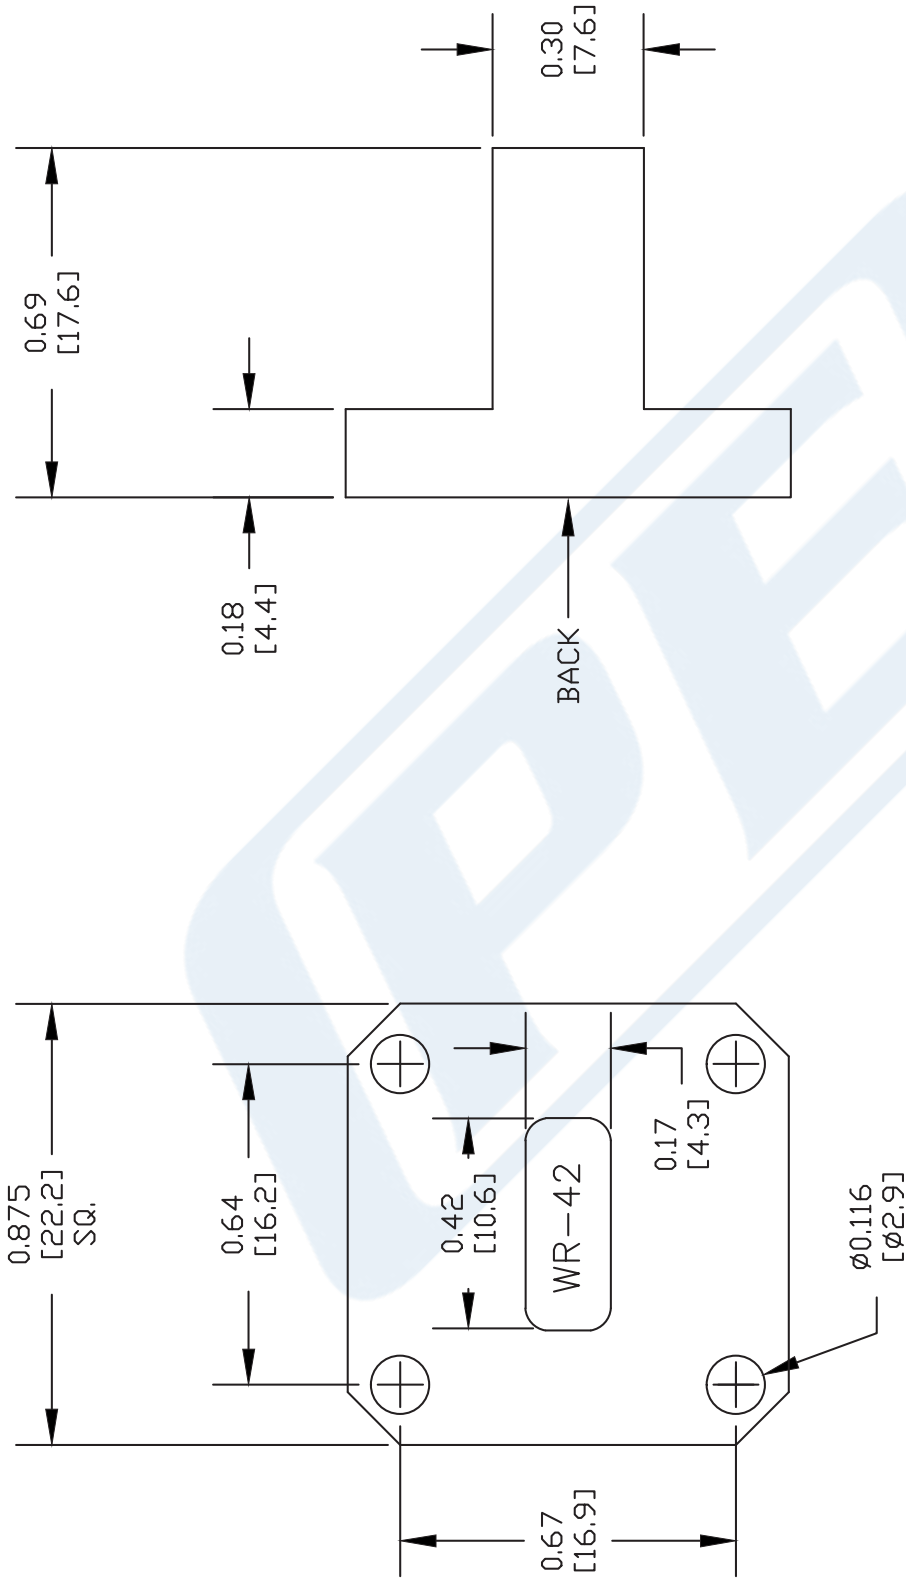 0.875
[22.2]
SQ.
0.64
[16.2]
0.42
[10.6]
WR-42
0.17
[4.3]
0.67
[16.9]
Ø0.116
[Ø2.9]
0.69
[17.6]
0.18
[4.4]
BACK
0.30
[7.6]
PE